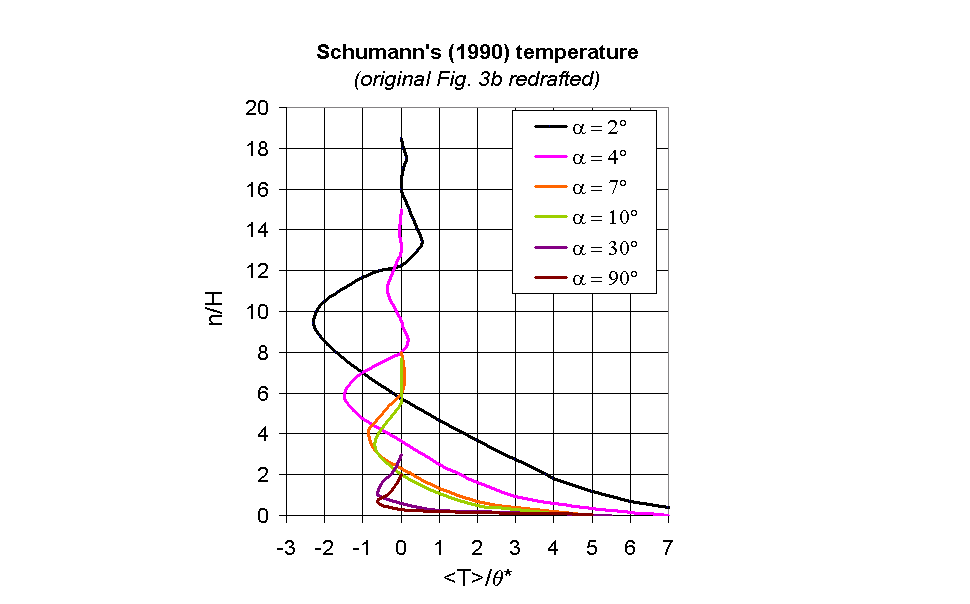 Schumann's (1990) temperature
(original Fig. 3b redrafted)
20
18
16
14
12
10
8
6
4
2
0
n/H
α = 2°
α = 4°
α = 7°
α = 10°
α = 30°
α = 90°
-3 -2 -1 0 1 2 3 4 5 6 7
<T>/θ*